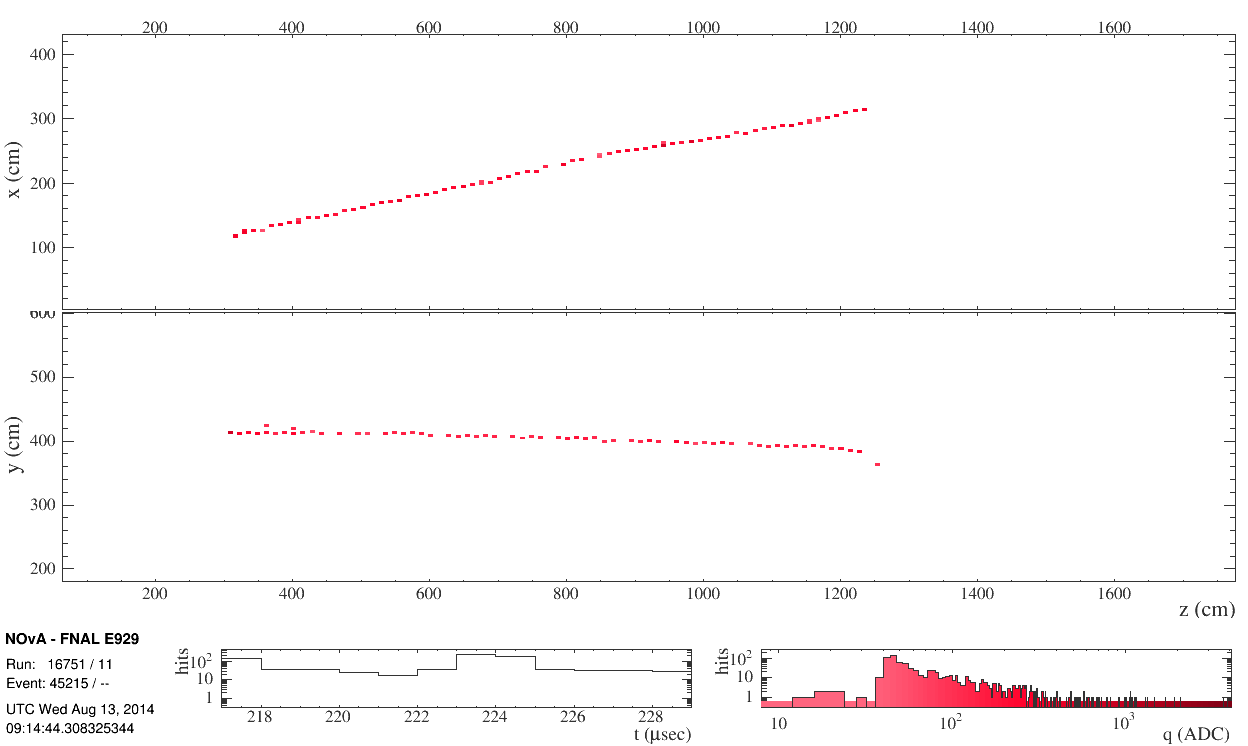 200 400 600 800 1000 1200 1400 1600
400
300
200
100
x (cm)
600
500
400
300
200
y (cm)
200 400 600 800 1000 1200 1400 1600
z (cm)
NOvA - FNAL E929
Run: 16751 / 11
Event: 45215 / --
UTC Wed Aug 13, 2014
09:14:44.308325344
hits
10²
10
1
218 220 222 224 226 228
t (μsec)
hits
10²
10
1
10 10² 10³
q (ADC)